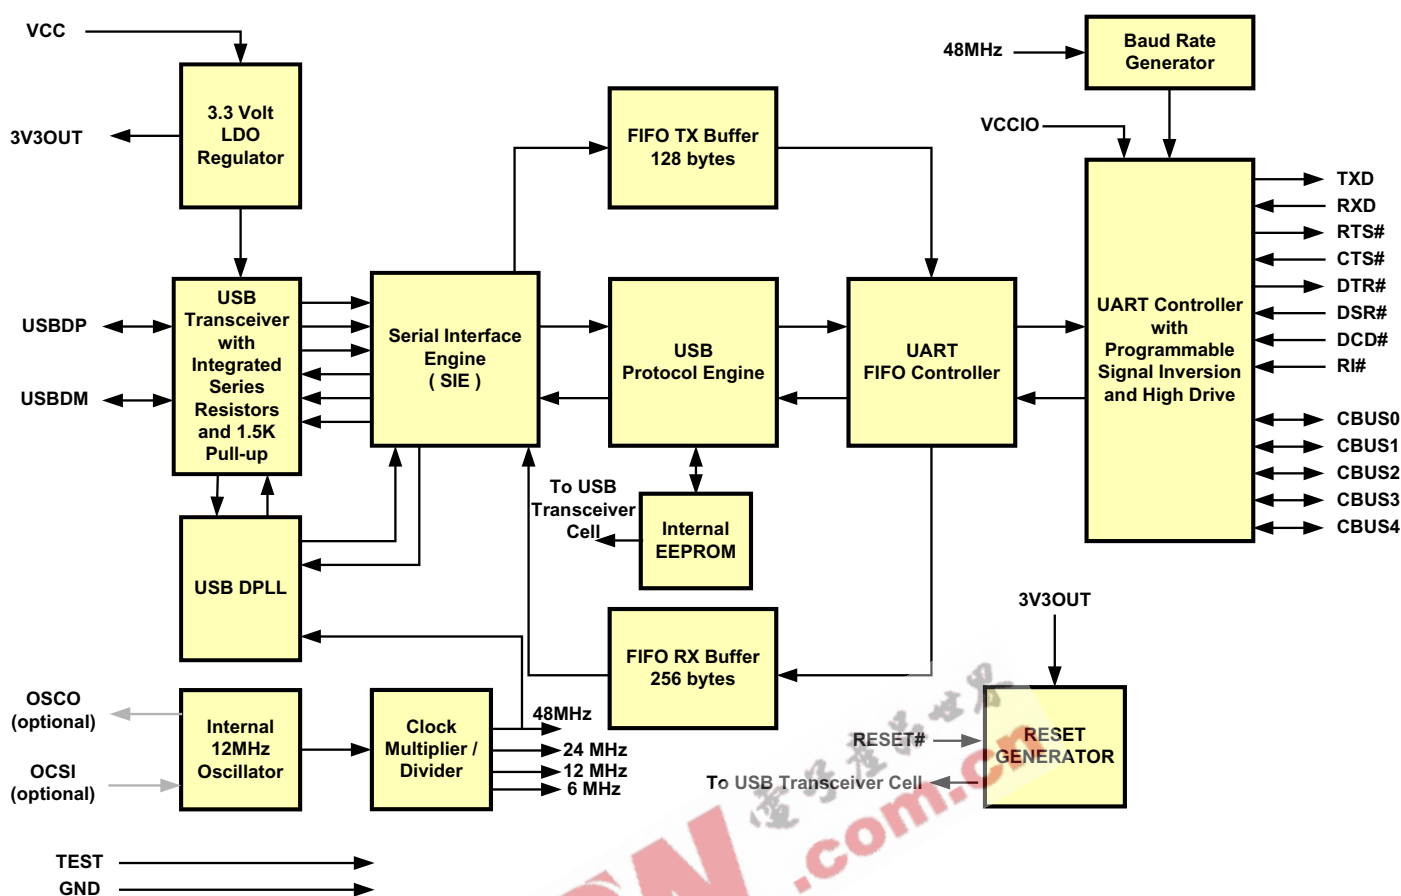 VCC
3V3OUT
3.3 Volt
LDO
Regulator
USBDP
USBDM
USB
Transceiver
with
Integrated
Series
Resistors
and 1.5K
Pull-up
USB DPLL
OSCO
(optional)
OCSI
(optional)
Internal
12MHz
Oscillator
Clock
Multiplier /
Divider
48MHz
24 MHz
12 MHz
6 MHz
TEST
GND
Serial Interface
Engine
( SIE )
FIFO TX Buffer
128 bytes
USB
Protocol Engine
To USB
Transceiver
Cell
Internal
EEPROM
FIFO RX Buffer
256 bytes
UART
FIFO Controller
48MHz
Baud Rate
Generator
VCCIO
UART Controller
with
Programmable
Signal Inversion
and High Drive
TXD
RXD
RTS#
CTS#
DTR#
DSR#
DCD#
RI#
CBUS0
CBUS1
CBUS2
CBUS3
CBUS4
3V3OUT
RESET#
To USB Transceiver Cell
RESET
GENERATOR
.com.cn